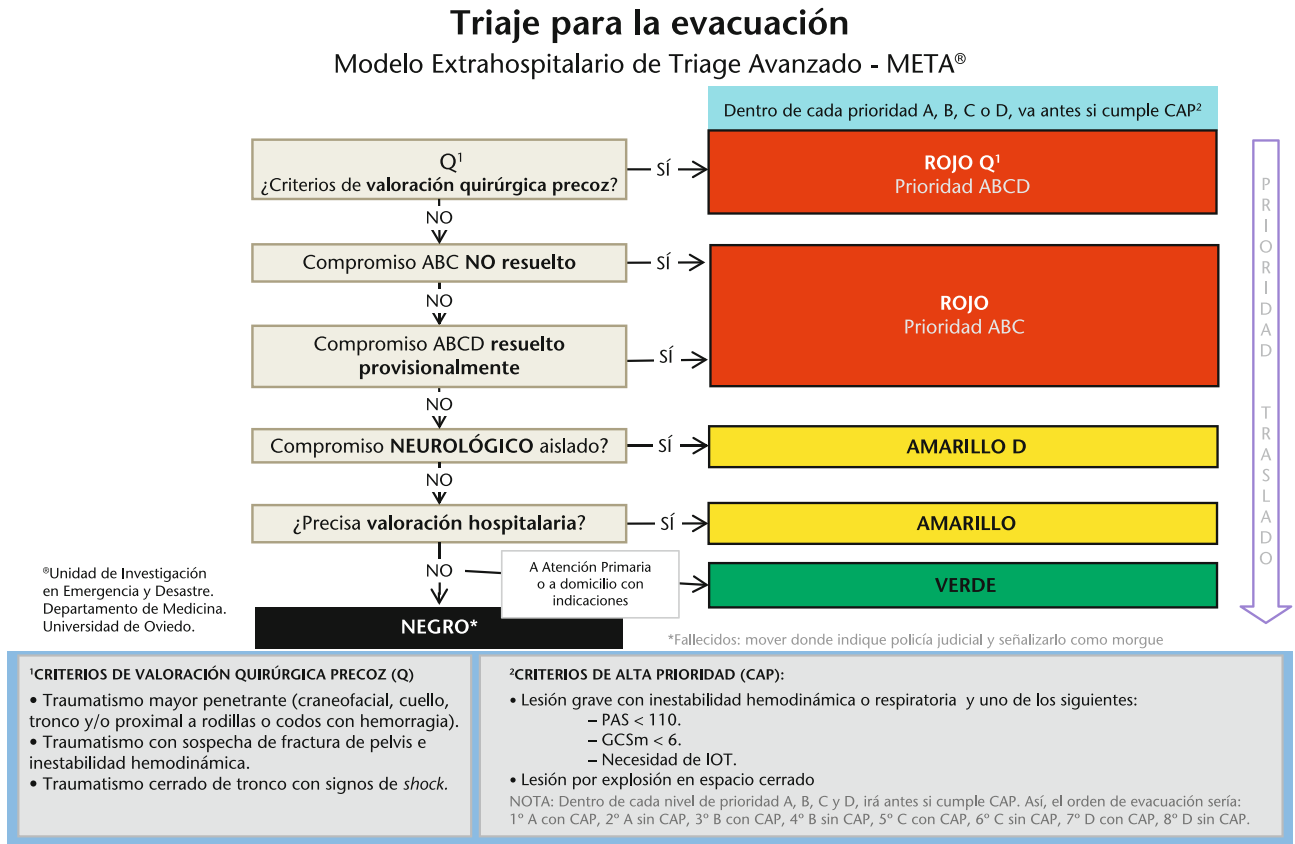 Triaje para la evacuación
Modelo Extrahospitalario de Triage Avanzado - META®
Dentro de cada prioridad A, B, C o D, va antes si cumple CAP²
Q¹
¿Criterios de valoración quirúrgica precoz?
SÍ
ROJO Q¹
Prioridad ABCD
NO
Compromiso ABC NO resuelto
SÍ
ROJO
Prioridad ABC
NO
Compromiso ABCD resuelto
provisionalmente
SÍ
NO
Compromiso NEUROLÓGICO aislado?
SÍ
AMARILLO D
NO
¿Precisa valoración hospitalaria?
SÍ
AMARILLO
NO
A Atención Primaria
o a domicilio con
indicaciones
VERDE
NEGRO*
PRIORIDAD TRASLADO
®Unidad de Investigación
en Emergencia y Desastre.
Departamento de Medicina.
Universidad de Oviedo.
*Fallecidos: mover donde indique policía judicial y señalizarlo como morgue
¹CRITERIOS DE VALORACIÓN QUIRÚRGICA PRECOZ (Q)
• Traumatismo mayor penetrante (craneofacial, cuello,
tronco y/o proximal a rodillas o codos con hemorragia).
• Traumatismo con sospecha de fractura de pelvis e
inestabilidad hemodinámica.
• Traumatismo cerrado de tronco con signos de shock.
²CRITERIOS DE ALTA PRIORIDAD (CAP):
• Lesión grave con inestabilidad hemodinámica o respiratoria y uno de los siguientes:
– PAS < 110.
– GCSm < 6.
– Necesidad de IOT.
• Lesión por explosión en espacio cerrado
NOTA: Dentro de cada nivel de prioridad A, B, C y D, irá antes si cumple CAP. Así, el orden de evacuación sería:
1º A con CAP, 2º A sin CAP, 3º B con CAP, 4º B sin CAP, 5º C con CAP, 6º C sin CAP, 7º D con CAP, 8º D sin CAP.